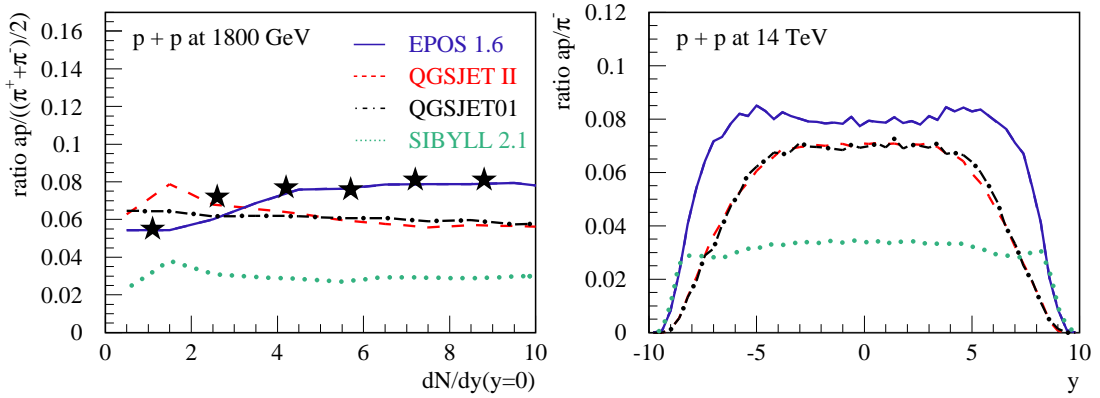 ratio ap/((π⁺+π⁻)/2)
0.16
0.14
0.12
0.1
0.08
0.06
0.04
0.02
0
p + p at 1800 GeV
EPOS 1.6
QGSJET II
QGSJET01
SIBYLL 2.1
0 2 4 6 8 10
dN/dy(y=0)
ratio ap/π⁻
0.12
0.1
0.08
0.06
0.04
0.02
0
p + p at 14 TeV
-10 -5 0 5 10
y